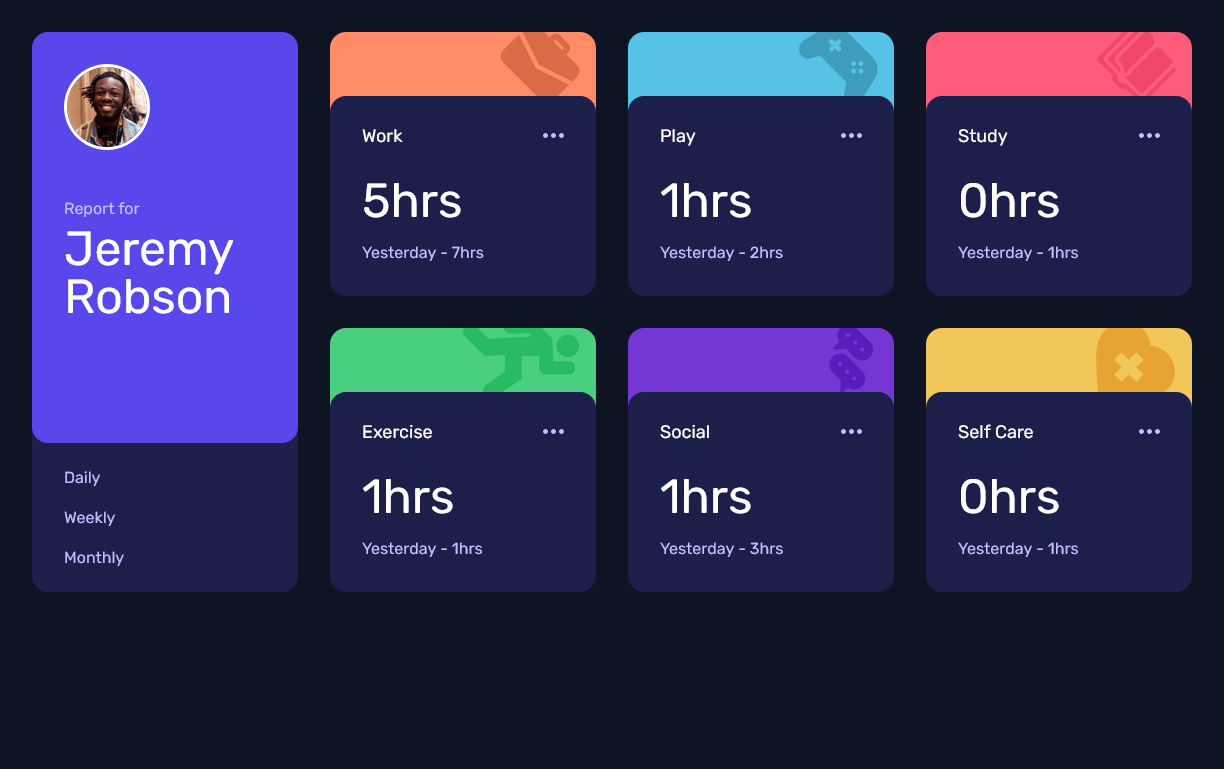 Report for
Jeremy
Robson
Daily
Weekly
Monthly
Work
5hrs
Yesterday - 7hrs
Play
1hrs
Yesterday - 2hrs
Study
0hrs
Yesterday - 1hrs
Exercise
1hrs
Yesterday - 1hrs
Social
1hrs
Yesterday - 3hrs
Self Care
0hrs
Yesterday - 1hrs